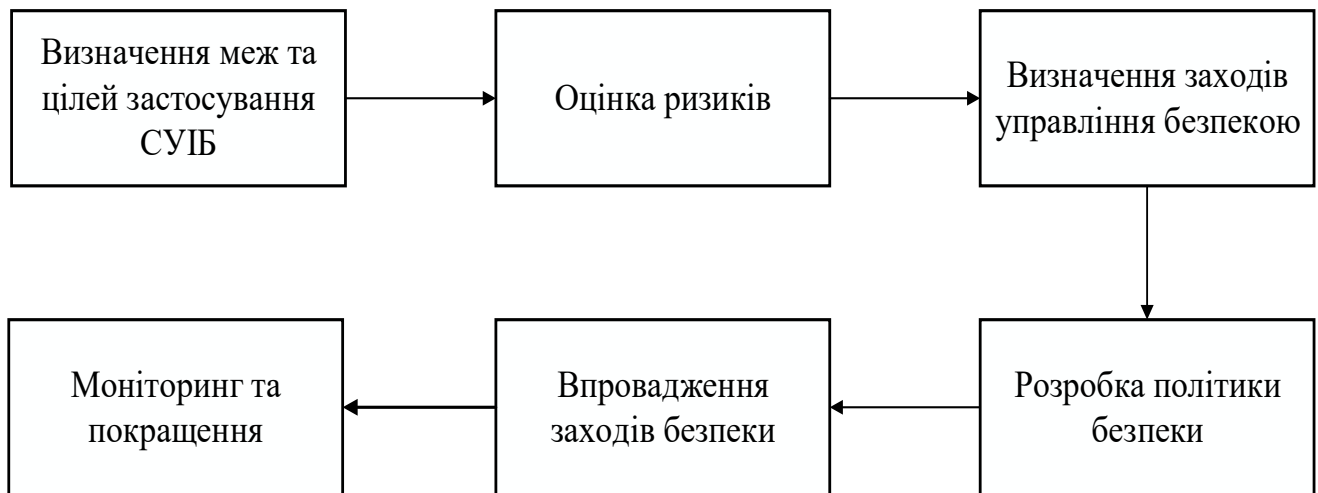 Визначення меж та
цілей застосування
СУІБ
Оцінка ризиків
Визначення заходів
управління безпекою
Розробка політики
безпеки
Впровадження
заходів безпеки
Моніторинг та
покращення